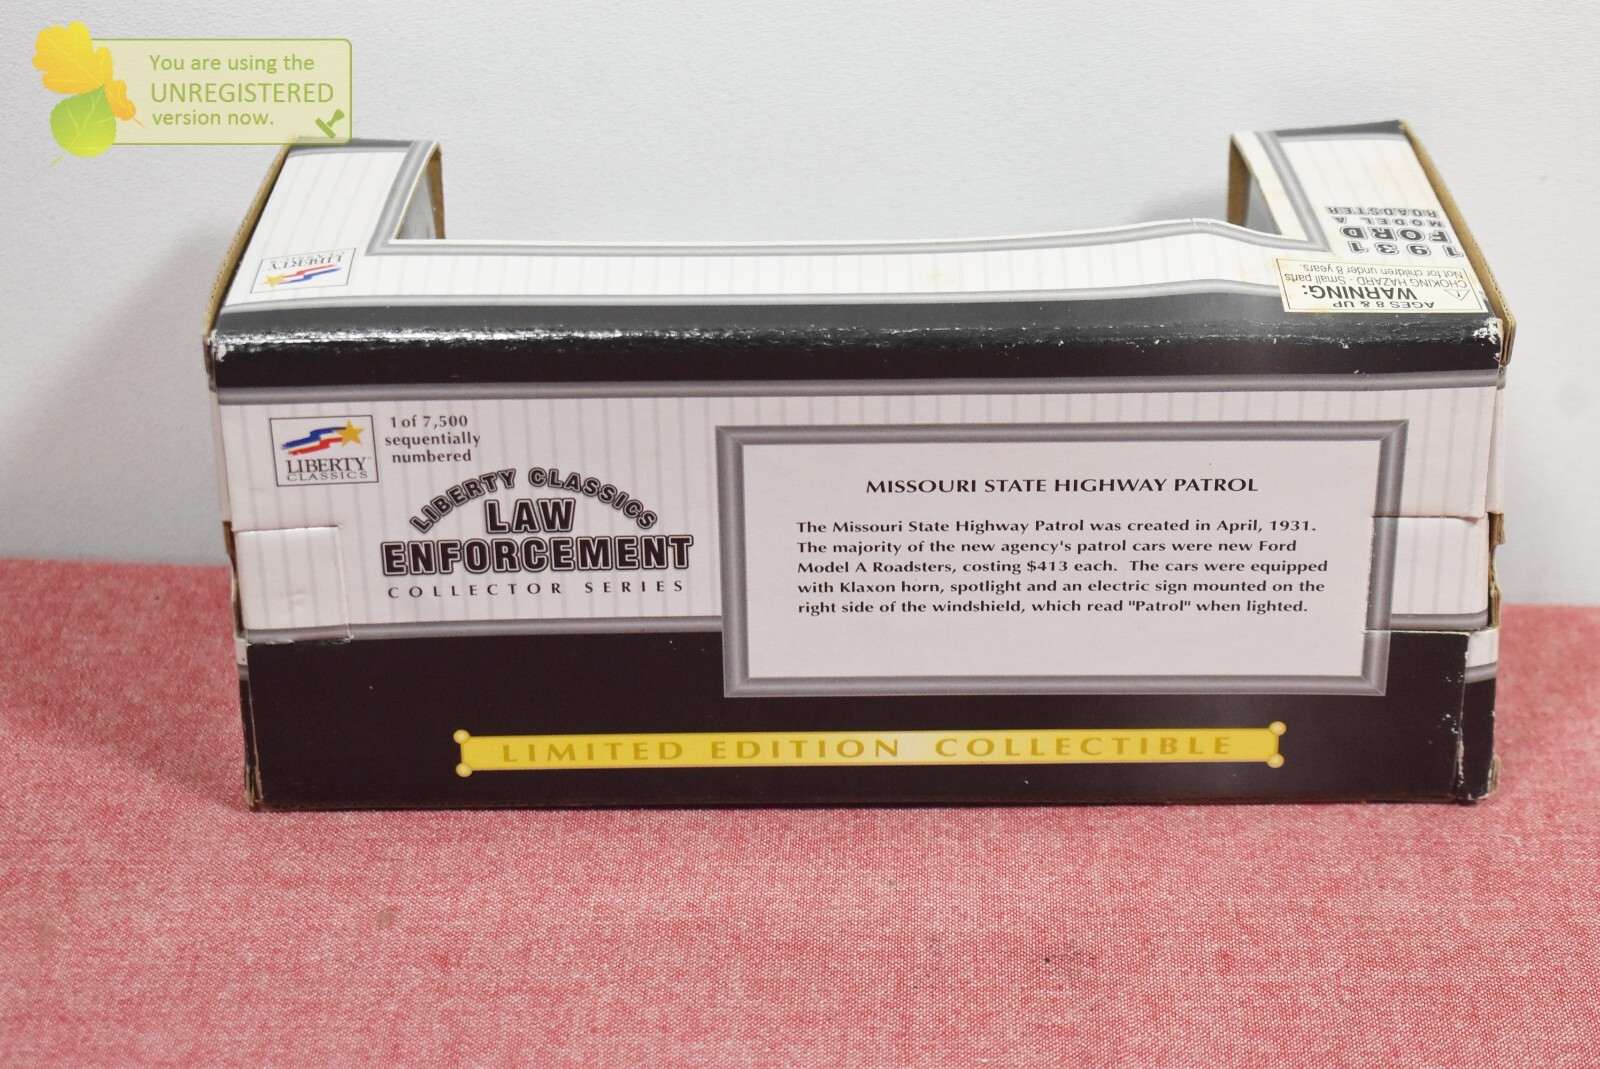 You are using the
UNREGISTERED
version now.
1931
FORD
MODEL A
ROADSTER
LIBERTY
CLASSICS
AGES 8 & UP
WARNING:
CHOKING HAZARD - Small parts
Not for children under 8 years.
LIBERTY
CLASSICS
1 of 7,500
sequentially
numbered
LIBERTY CLASSICS
LAW
ENFORCEMENT
COLLECTOR SERIES
MISSOURI STATE HIGHWAY PATROL
The Missouri State Highway Patrol was created in April, 1931.
The majority of the new agency's patrol cars were new Ford
Model A Roadsters, costing $413 each. The cars were equipped
with Klaxon horn, spotlight and an electric sign mounted on the
right side of the windshield, which read "Patrol" when lighted.
LIMITED EDITION COLLECTIBLE